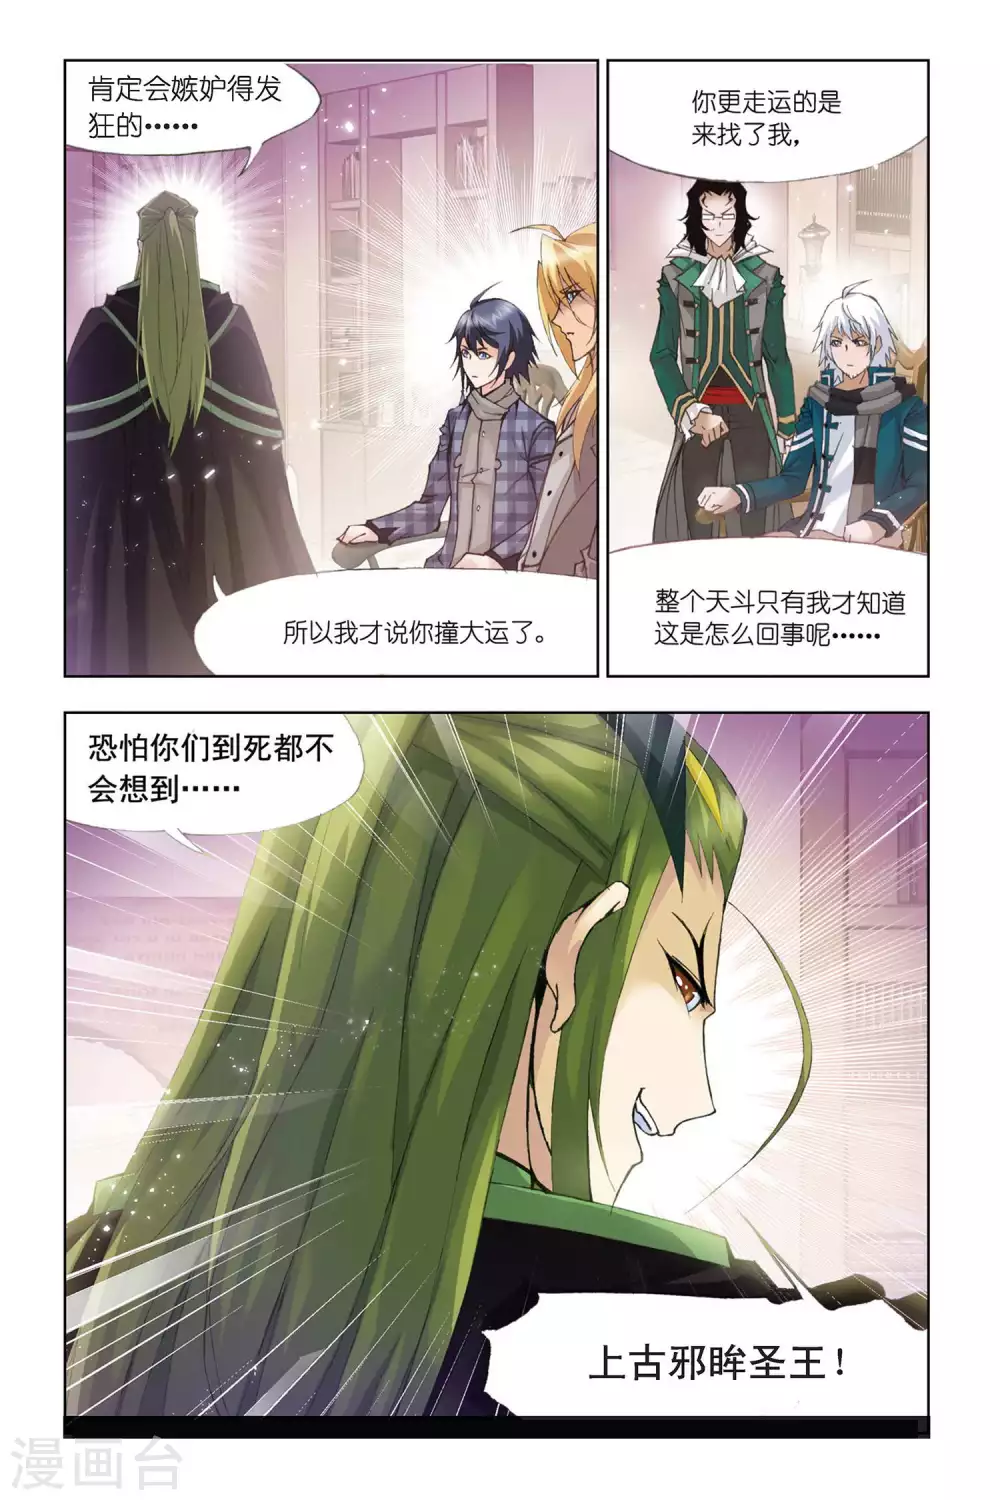 肯定会嫉妒得发
狂的……
所以我才说你撞大运了。
你更走运的是
来找了我，
整个天斗只有我才知道
这是怎么回事呢……
恐怕你们到死都不
会想到……
上古邪眸圣王！
漫画台